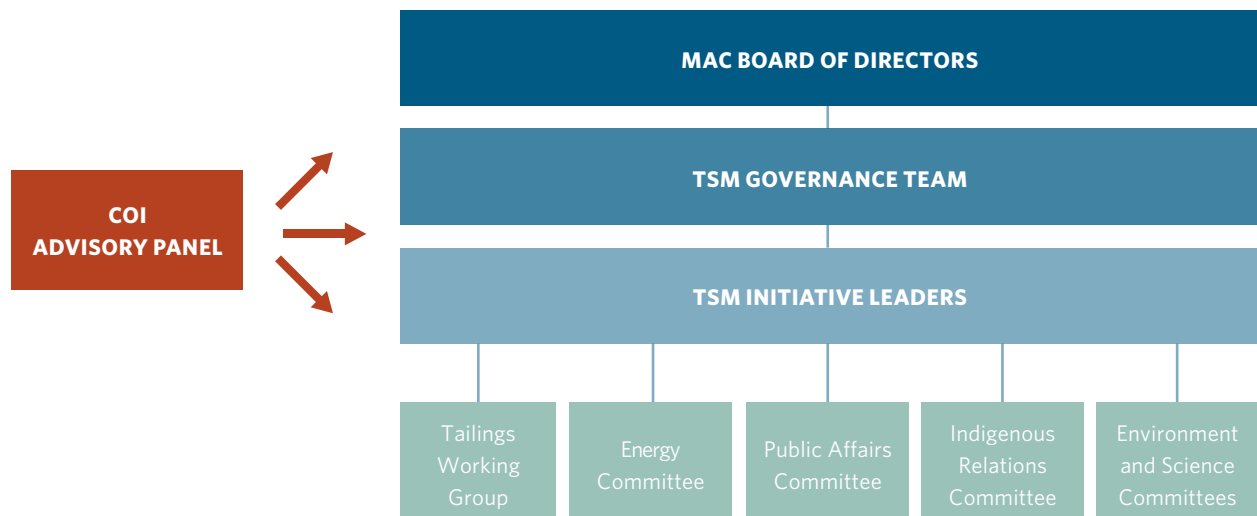 MAC BOARD OF DIRECTORS
TSM GOVERNANCE TEAM
COI
ADVISORY PANEL
TSM INITIATIVE LEADERS
Tailings
Working
Group
Energy
Committee
Public Affairs
Committee
Indigenous
Relations
Committee
Environment
and Science
Committees